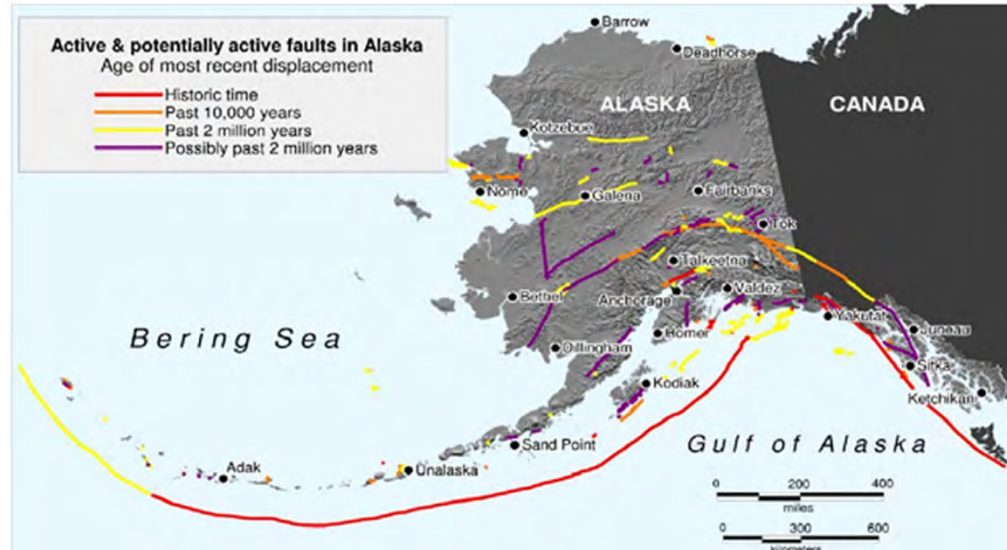 Active & potentially active faults in Alaska
Age of most recent displacement
Historic time
Past 10,000 years
Past 2 million years
Possibly past 2 million years
Barrow
Deadhorse
ALASKA
CANADA
Kotzebue
Nome
Galena
Fairbanks
Tok
Talkeetna
Bethel
Anchorage
Valdez
Yakutat
Juneau
Bering Sea
Homer
Dillingham
Sitka
Kodiak
Ketchikan
Sand Point
Gulf of Alaska
Adak
Unalaska
0 200 400
miles
0 300 600
kilometers